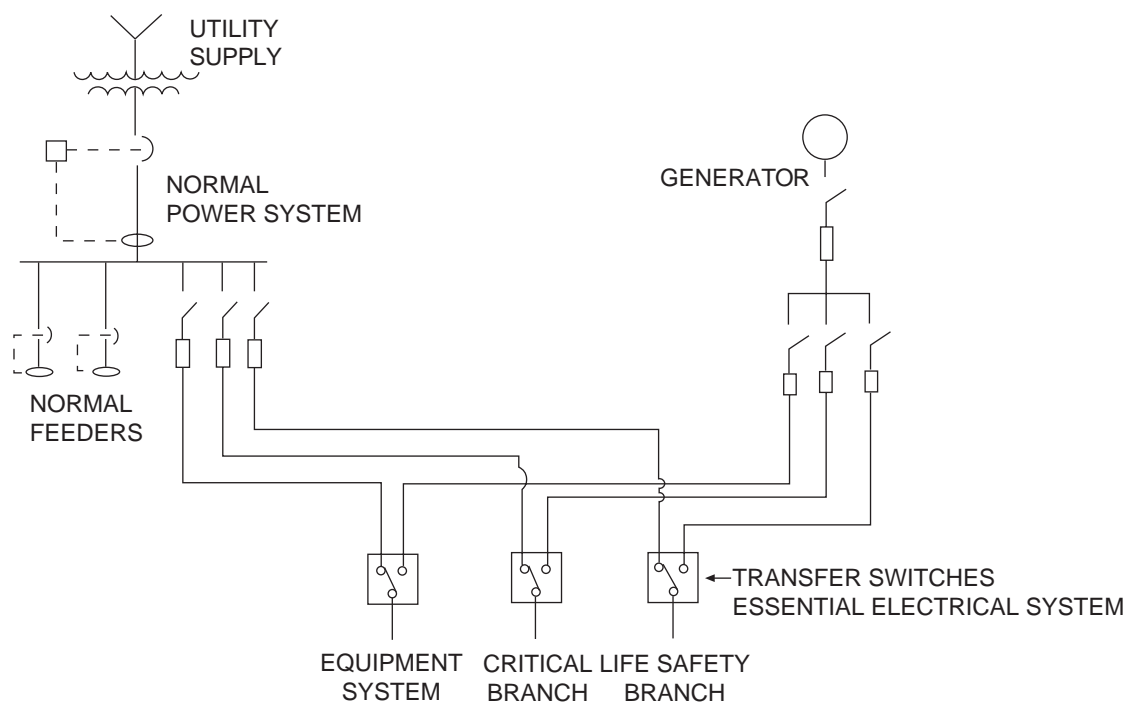 UTILITY
SUPPLY
GENERATOR
NORMAL
POWER SYSTEM
NORMAL
FEEDERS
TRANSFER SWITCHES
ESSENTIAL ELECTRICAL SYSTEM
EQUIPMENT
SYSTEM
CRITICAL
BRANCH
LIFE SAFETY
BRANCH